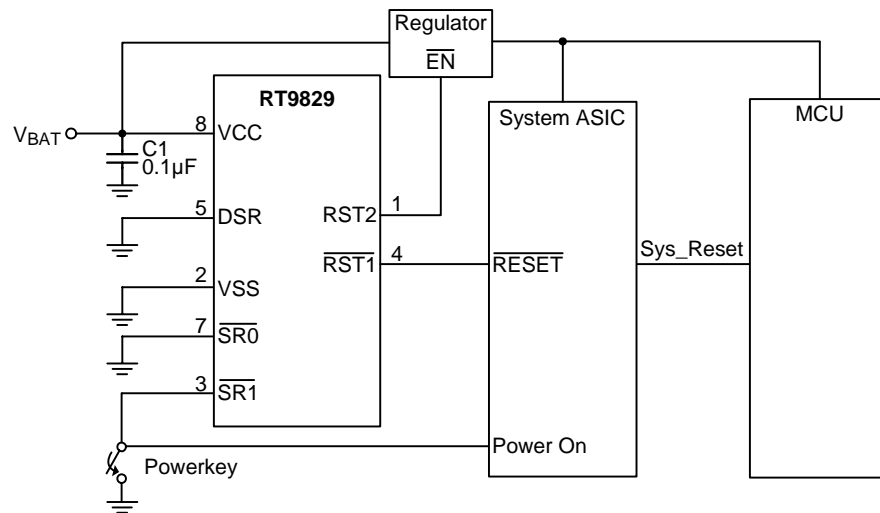 Regulator
EN
RT9829
System ASIC
MCU
V_BAT
8
VCC
C1
0.1µF
5
DSR
RST2
1
RST1
4
RESET
Sys_Reset
2
VSS
7
SR0
3
SR1
Power On
Powerkey